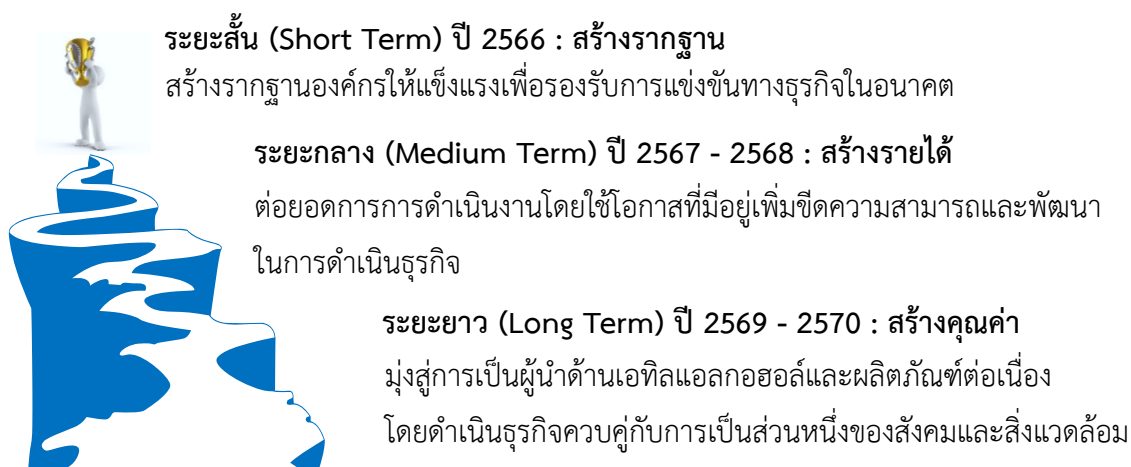 ระยะสั้น (Short Term) ปี 2566 : สร้างรากฐาน
สร้างรากฐานองค์กรให้แข็งแรงเพื่อรองรับการแข่งขันทางธุรกิจในอนาคต
ระยะกลาง (Medium Term) ปี 2567 - 2568 : สร้างรายได้
ต่อยอดการการดำเนินงานโดยใช้โอกาสที่มีอยู่เพิ่มขีดความสามารถและพัฒนา
ในการดำเนินธุรกิจ
ระยะยาว (Long Term) ปี 2569 - 2570 : สร้างคุณค่า
มุ่งสู่การเป็นผู้นำด้านเอทิลแอลกอฮอล์และผลิตภัณฑ์ต่อเนื่อง
โดยดำเนินธุรกิจควบคู่กับการเป็นส่วนหนึ่งของสังคมและสิ่งแวดล้อม